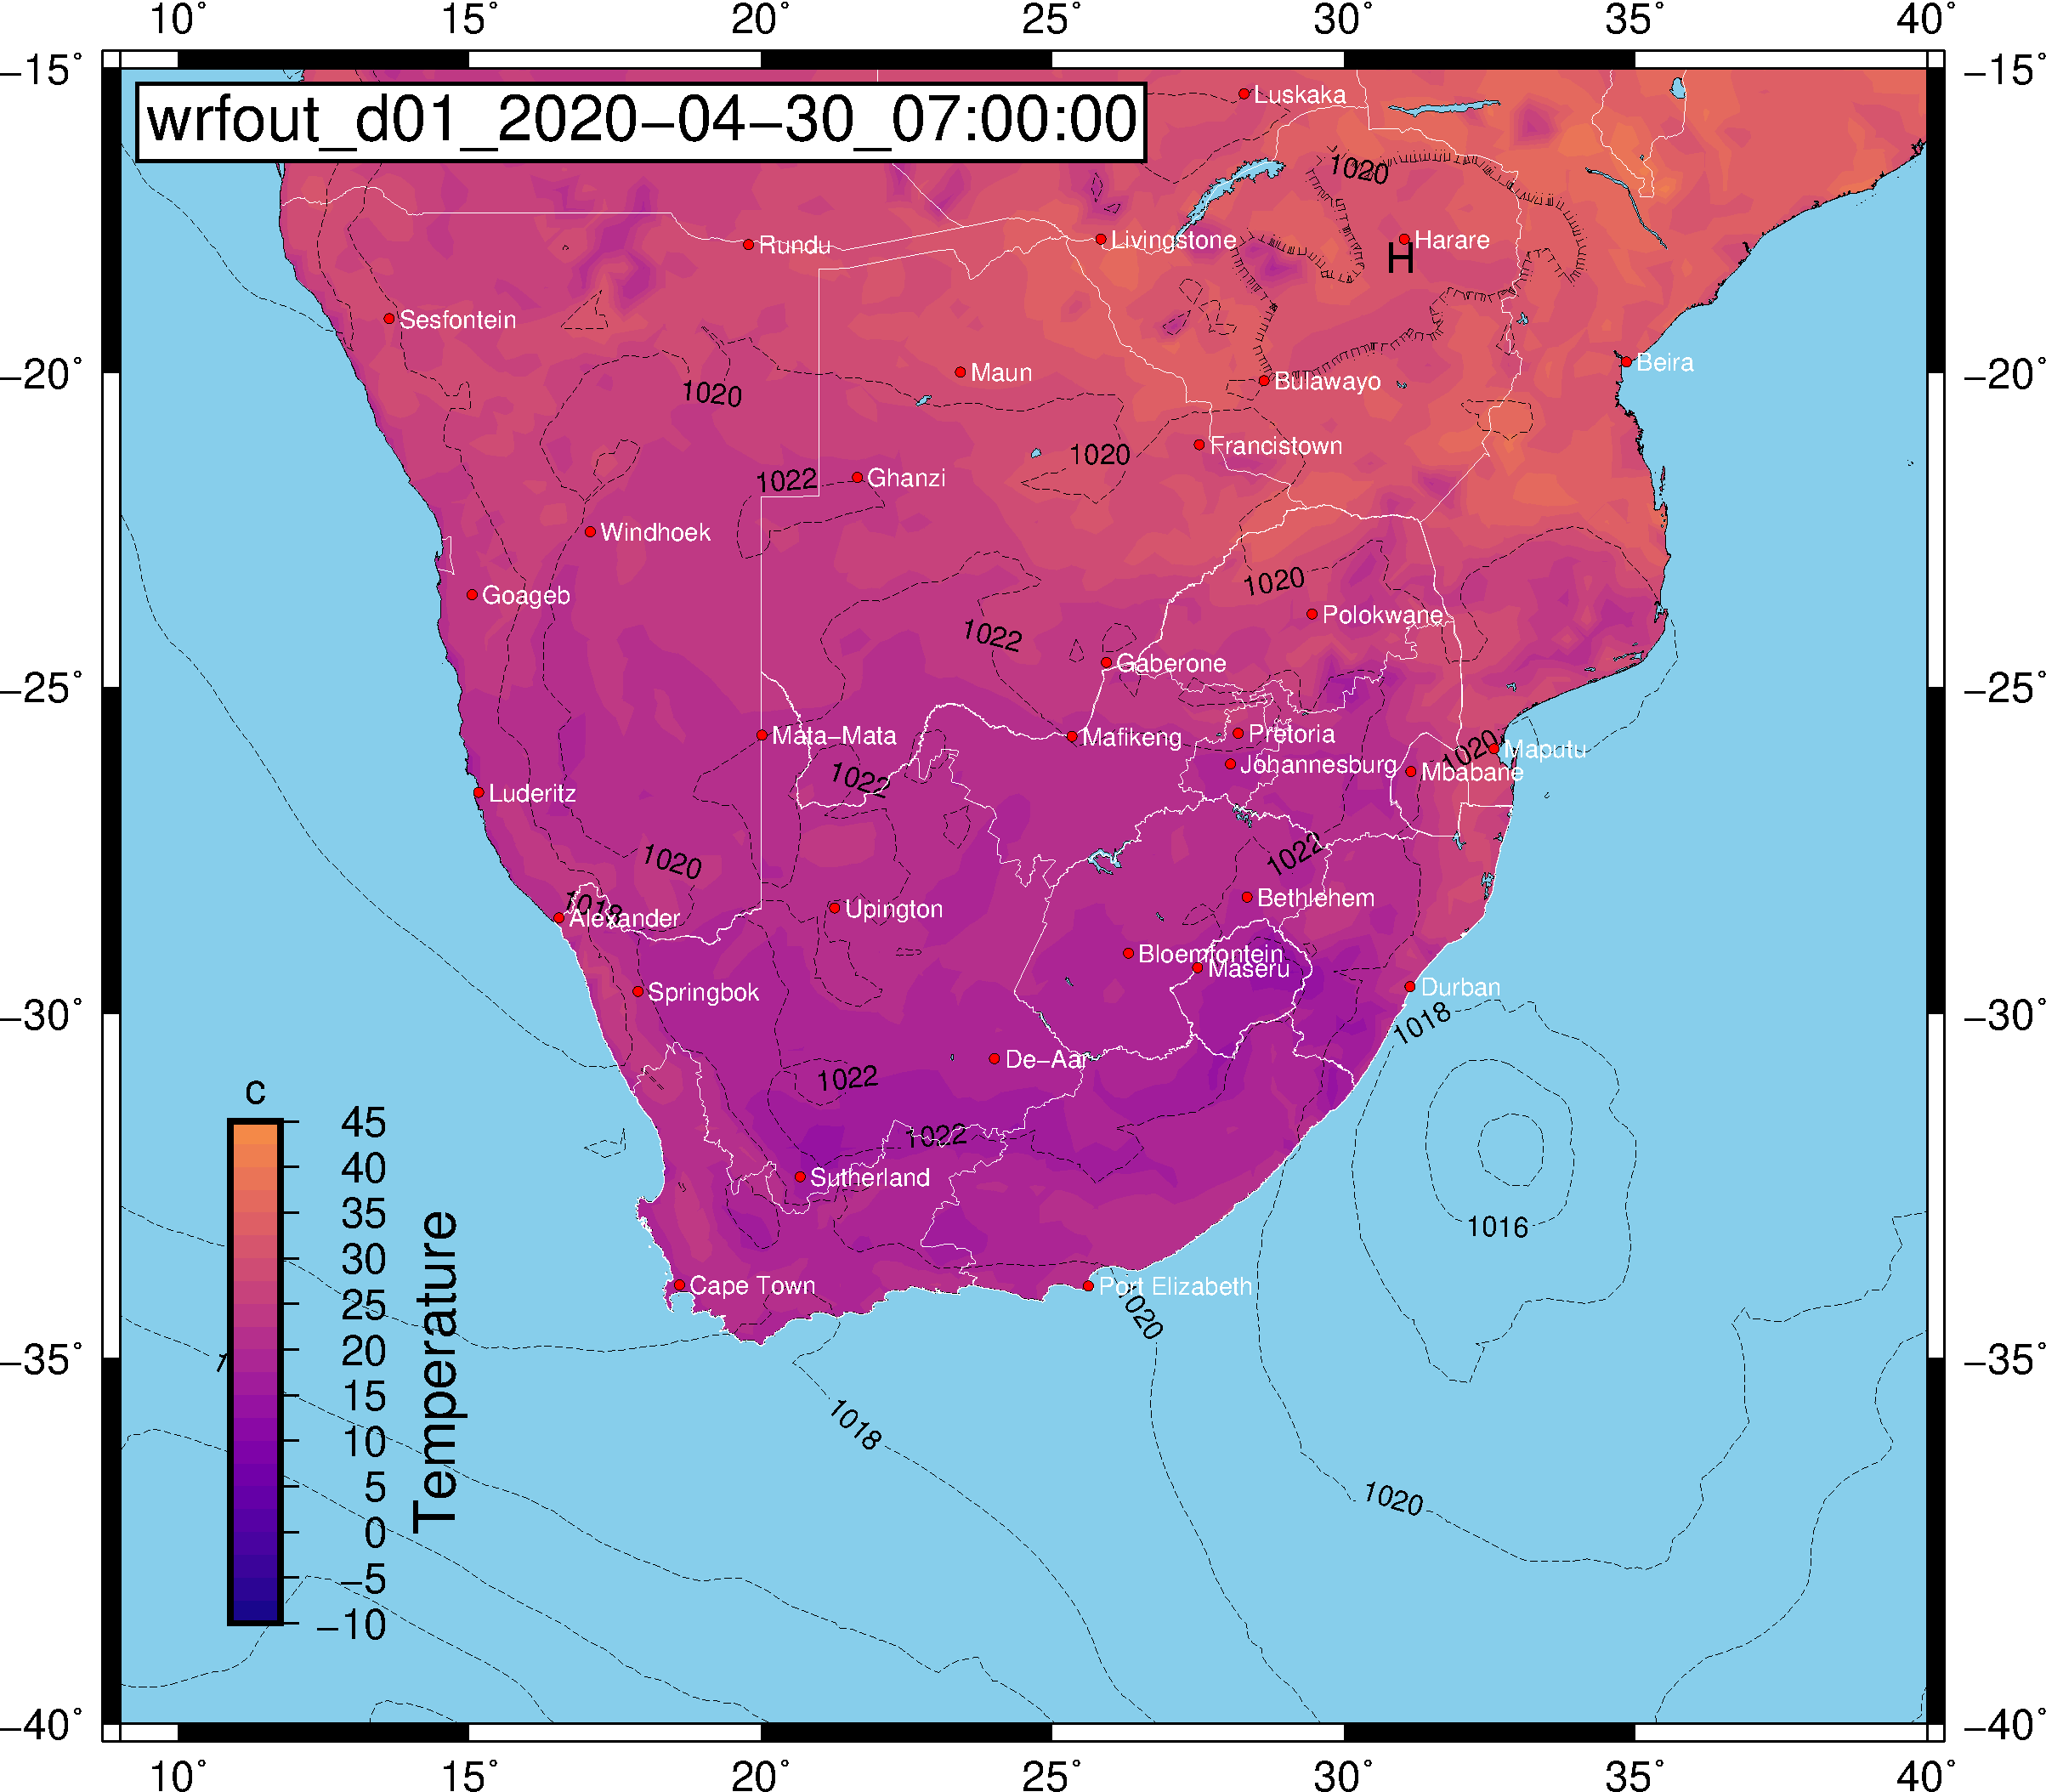 10° 15° 20° 25° 30° 35° 40°
−15° −15°
wrfout_d01_2020−04−30_07:00:00
Luskaka
1020
Rundu
Livingstone
Harare
H
Sesfontein
Beira
−20° −20°
Maun
Bulawayo
1020
Francistown
1020
1022
Ghanzi
Windhoek
1020
Goageb
Polokwane
1022
Gaberone
−25° −25°
Mata−Mata
Mafikeng
Pretoria
1020
Maputu
Johannesburg
Mbabane
1022
Luderitz
1020
1022
Bethlehem
1018
Alexander
Upington
Bloemfontein
Maseru
Springbok
Durban
−30° −30°
1018
De−Aar
1022
1022
Sutherland
1016
Cape Town
Port Elizabeth
1020
−35° −35°
1018
1020
c
45
40
35
30
25
20
15
10
5
0
−5
−10
Temperature
−40° −40°
10° 15° 20° 25° 30° 35° 40°